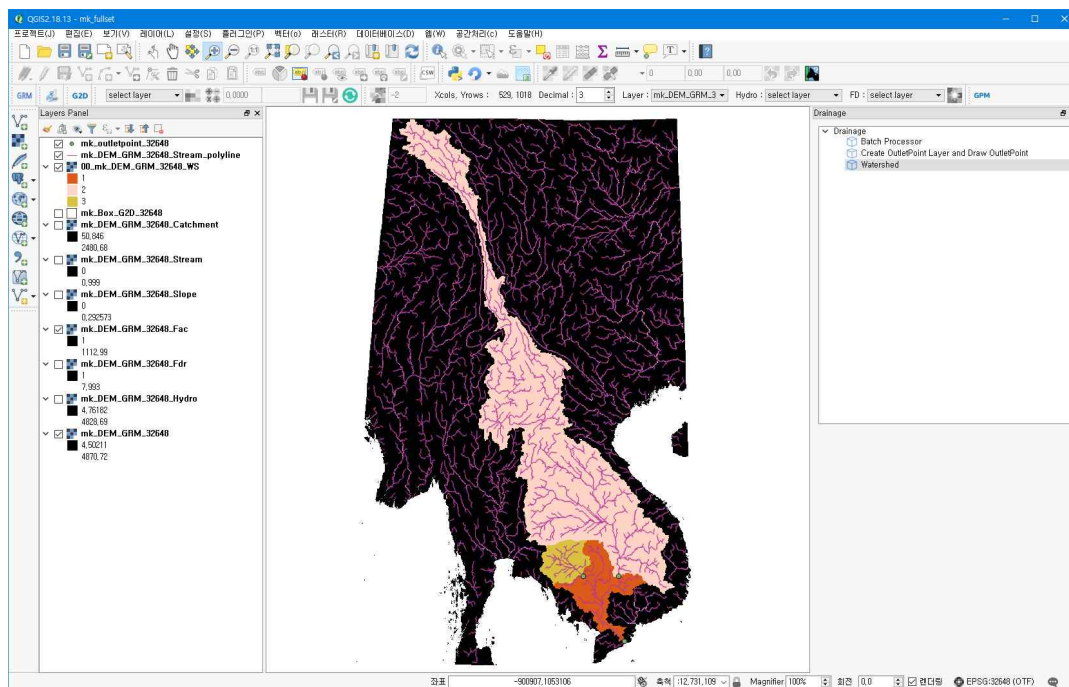 QGIS2.18.13 - mk_fullset
프로젝트(J) 편집(E) 보기(V) 레이어(L) 설정(S) 플러그인(P) 벡터(o) 래스터(R) 데이터베이스(D) 웹(W) 공간처리(c) 도움말(H)
CSW 0 0,00 0,00
GRM G2D select layer 0,0000 -2 Xcols, Yrows : 529, 1018 Decimal : 3 Layer : mk_DEM_GRM_3 Hydro : select layer FD : select layer GPM
Layers Panel
mk_outletpoint_32648
mk_DEM_GRM_32648_Stream_polyline
00_mk_DEM_GRM_32648_WS
1
2
3
mk_Box_G2D_32648
mk_DEM_GRM_32648_Catchment
50,846
2480,68
mk_DEM_GRM_32648_Stream
0
0,999
mk_DEM_GRM_32648_Slope
0
0,292573
mk_DEM_GRM_32648_Fac
1
1112,99
mk_DEM_GRM_32648_Fdr
1
7,993
mk_DEM_GRM_32648_Hydro
4,76182
4828,69
mk_DEM_GRM_32648
4,50211
4870,72
Drainage
Drainage
Batch Processor
Create OutletPoint Layer and Draw OutletPoint
Watershed
좌표 -900907,1053106 축척 :12,731,109 Magnifier 100% 회전 0,0 렌더링 EPSG:32648 (OTF)